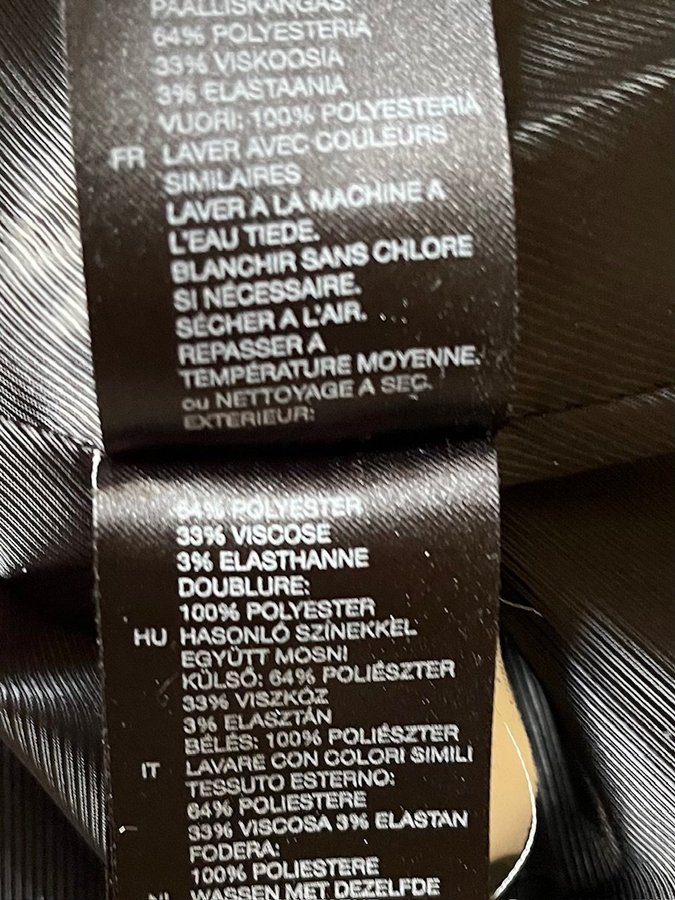 PÄÄLLISKANGAS:
64% POLYESTERIA
33% VISKOOSIA
3% ELASTAANIA
VUORI: 100% POLYESTERIA
FR LAVER AVEC COULEURS
SIMILAIRES
LAVER A LA MACHINE A
L'EAU TIEDE.
BLANCHIR SANS CHLORE
SI NÉCESSAIRE.
SÉCHER A L'AIR.
REPASSER A
TEMPÉRATURE MOYENNE.
ou NETTOYAGE A SEC.
EXTERIEUR:
64% POLYESTER
33% VISCOSE
3% ELASTHANNE
DOUBLURE:
100% POLYESTER
HU HASONLÓ SZÍNEKKEL
EGYÜTT MOSNI
KÜLSŐ: 64% POLIÉSZTER
33% VISZKÓZ
3% ELASZTÁN
BÉLÉS: 100% POLIÉSZTER
IT LAVARE CON COLORI SIMILI
TESSUTO ESTERNO:
64% POLIESTERE
33% VISCOSA 3% ELASTAN
FODERA:
100% POLIESTERE
NL WASSEN MET DEZELFDE